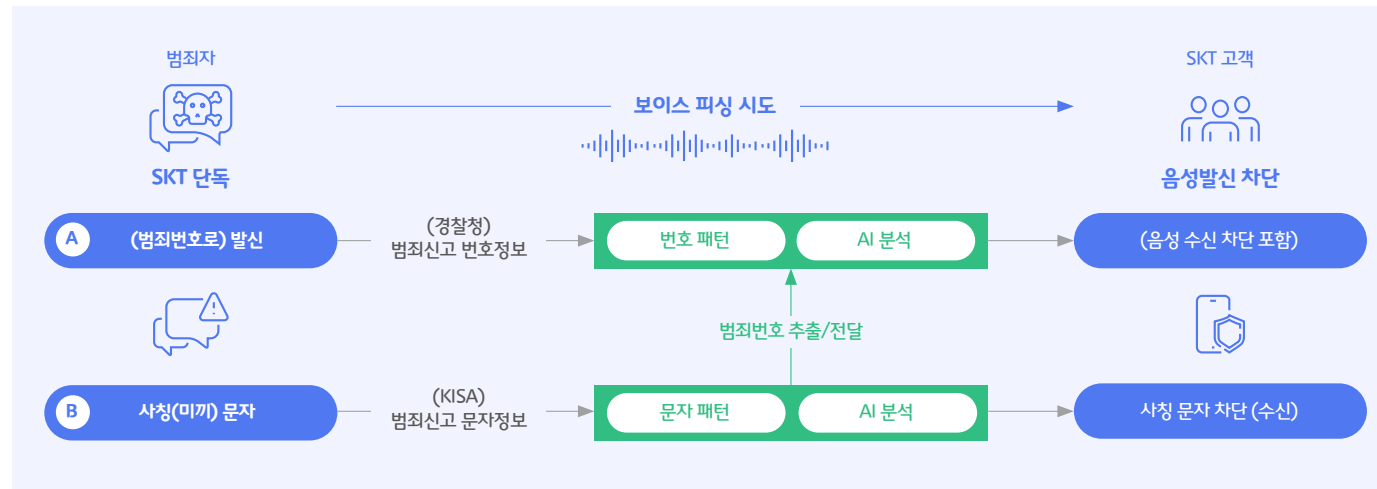 범죄자
SKT 고객
보이스 피싱 시도
SKT 단독
음성발신 차단
A (범죄번호로) 발신
(경찰청)
범죄신고 번호정보
번호 패턴
AI 분석
(음성 수신 차단 포함)
범죄번호 추출/전달
B 사칭(미끼) 문자
(KISA)
범죄신고 문자정보
문자 패턴
AI 분석
사칭 문자 차단 (수신)